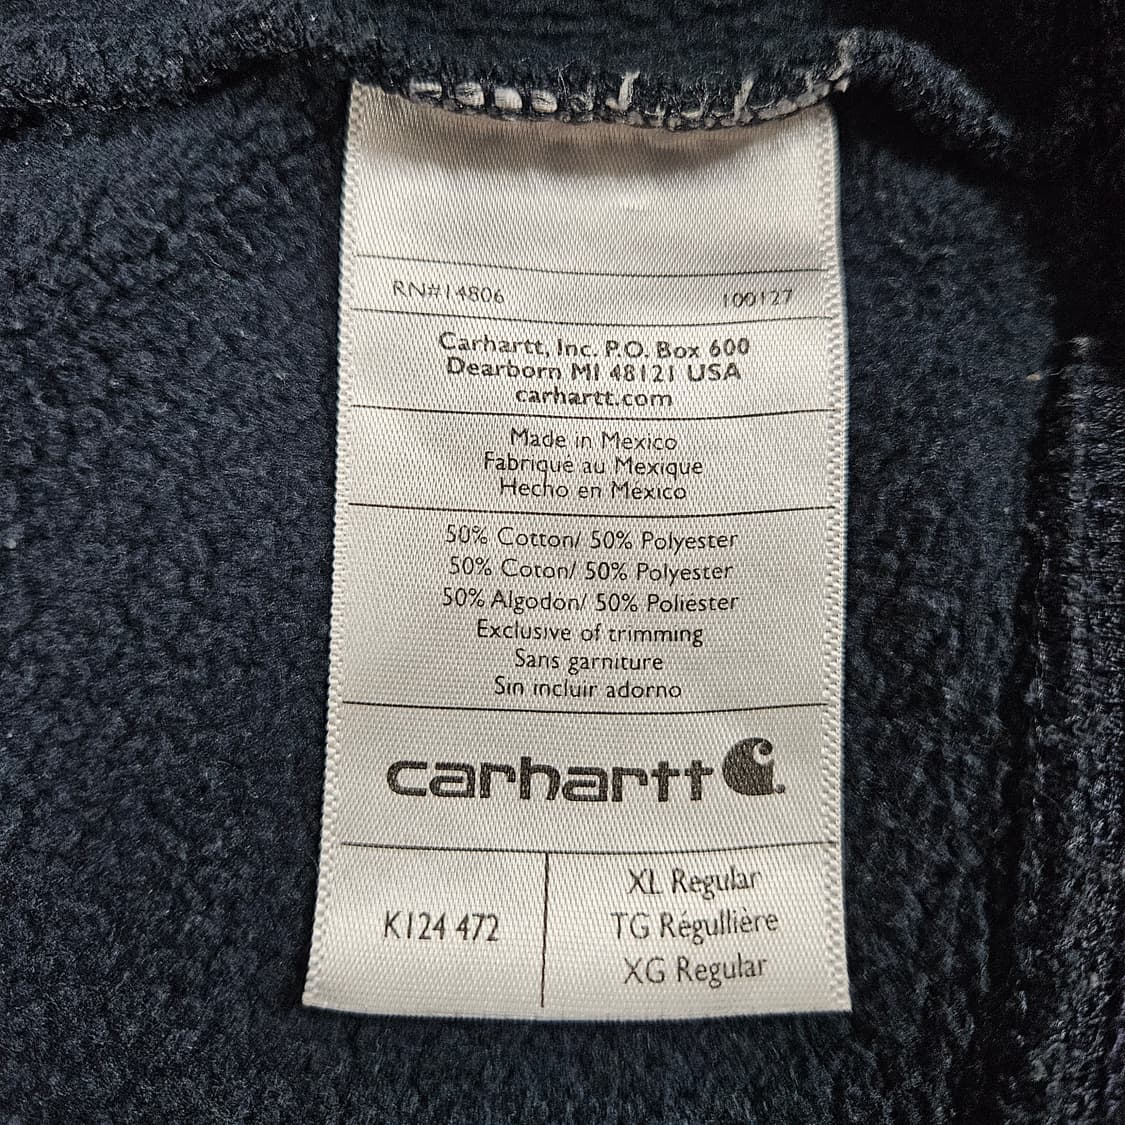 RN#14806 100127
Carhartt, Inc. P.O. Box 600
Dearborn MI 48121 USA
carhartt.com
Made in Mexico
Fabriqué au Mexique
Hecho en México
50% Cotton/ 50% Polyester
50% Coton/ 50% Polyester
50% Algodón/ 50% Poliéster
Exclusive of trimming
Sans garniture
Sin incluir adorno
carhartt
K124 472
XL Regular
TG Régullière
XG Regular